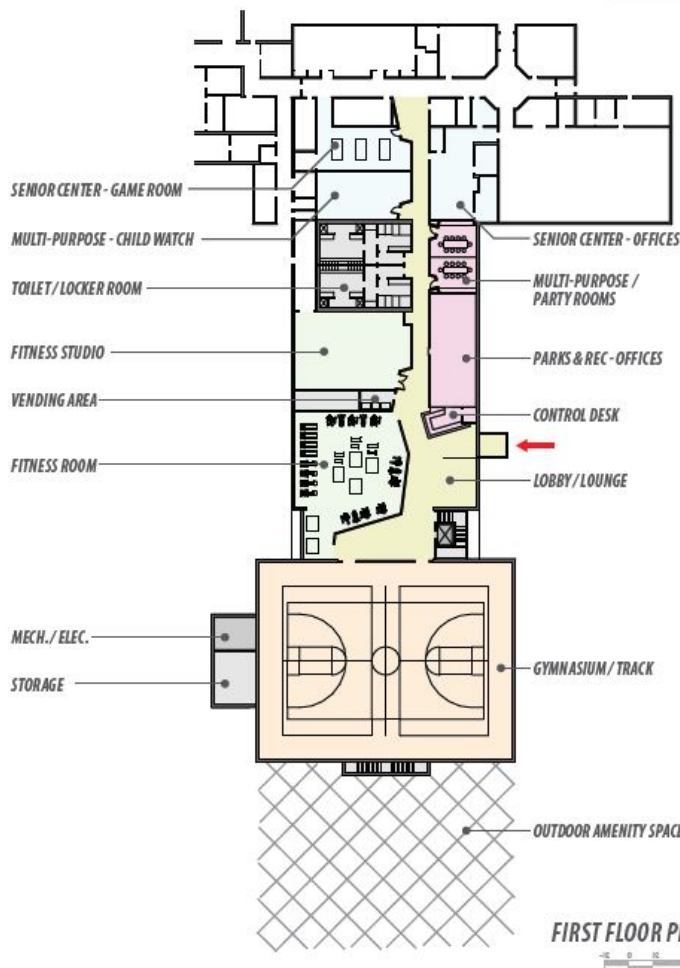 SENIOR CENTER - GAME ROOM
MULTI-PURPOSE - CHILD WATCH
TOILET / LOCKER ROOM
FITNESS STUDIO
VENDING AREA
FITNESS ROOM
MECH. / ELEC.
STORAGE
SENIOR CENTER - OFFICES
MULTI-PURPOSE /
PARTY ROOMS
PARKS & REC - OFFICES
CONTROL DESK
LOBBY / LOUNGE
GYMNASIUM / TRACK
OUTDOOR AMENITY SPACE
FIRST FLOOR